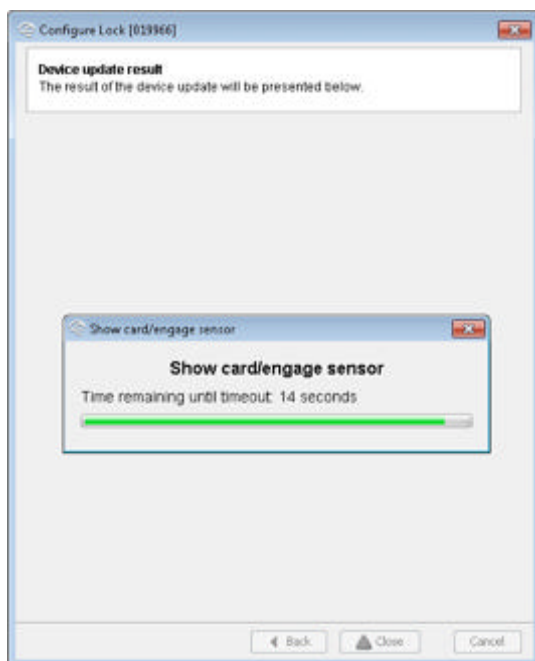 Configure Lock [019966]
Device update result
The result of the device update will be presented below.
Show card/engage sensor
Show card/engage sensor
Time remaining until timeout: 14 seconds
Back
Close
Cancel